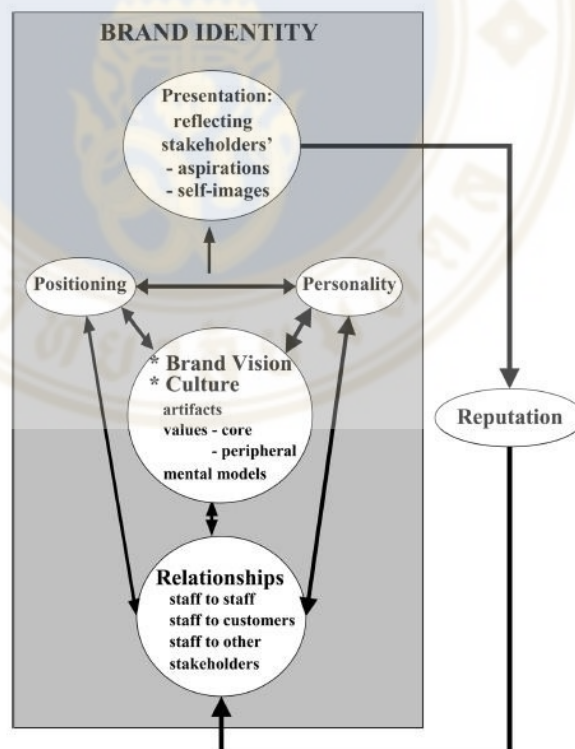 BRAND IDENTITY
Presentation:
reflecting
stakeholders'
- aspirations
- self-images
Positioning
Personality
* Brand Vision
* Culture
artifacts
values - core
- peripheral
mental models
Reputation
Relationships
staff to staff
staff to customers
staff to other
stakeholders